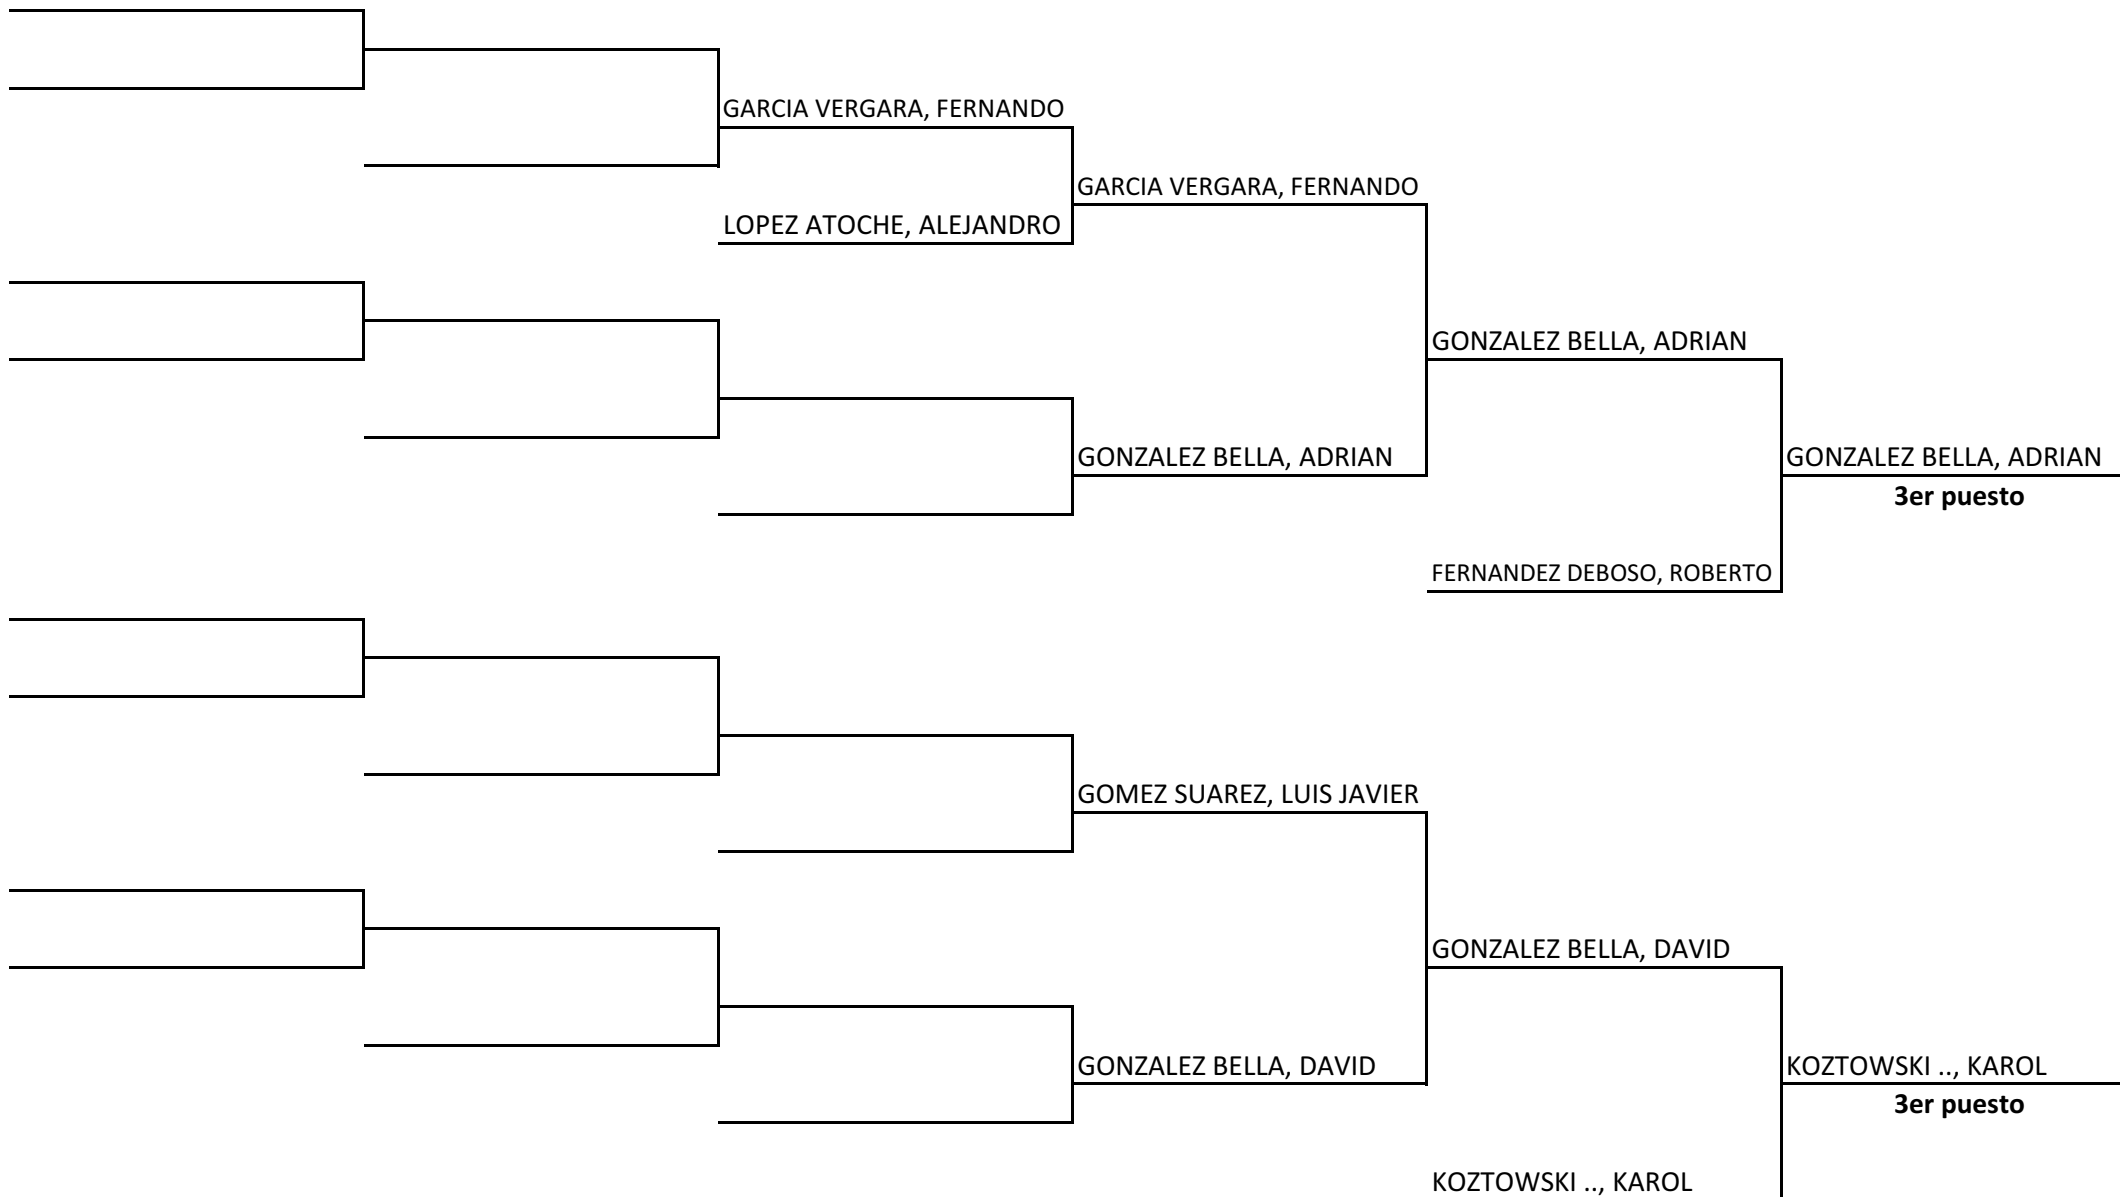 GARCIA VERGARA, FERNANDO
GARCIA VERGARA, FERNANDO
LOPEZ ATOCHE, ALEJANDRO
GONZALEZ BELLA, ADRIAN
GONZALEZ BELLA, ADRIAN
GONZALEZ BELLA, ADRIAN
3er puesto
FERNANDEZ DEBOSO, ROBERTO
GOMEZ SUAREZ, LUIS JAVIER
GONZALEZ BELLA, DAVID
GONZALEZ BELLA, DAVID
KOZTOWSKI .., KAROL
3er puesto
KOZTOWSKI .., KAROL